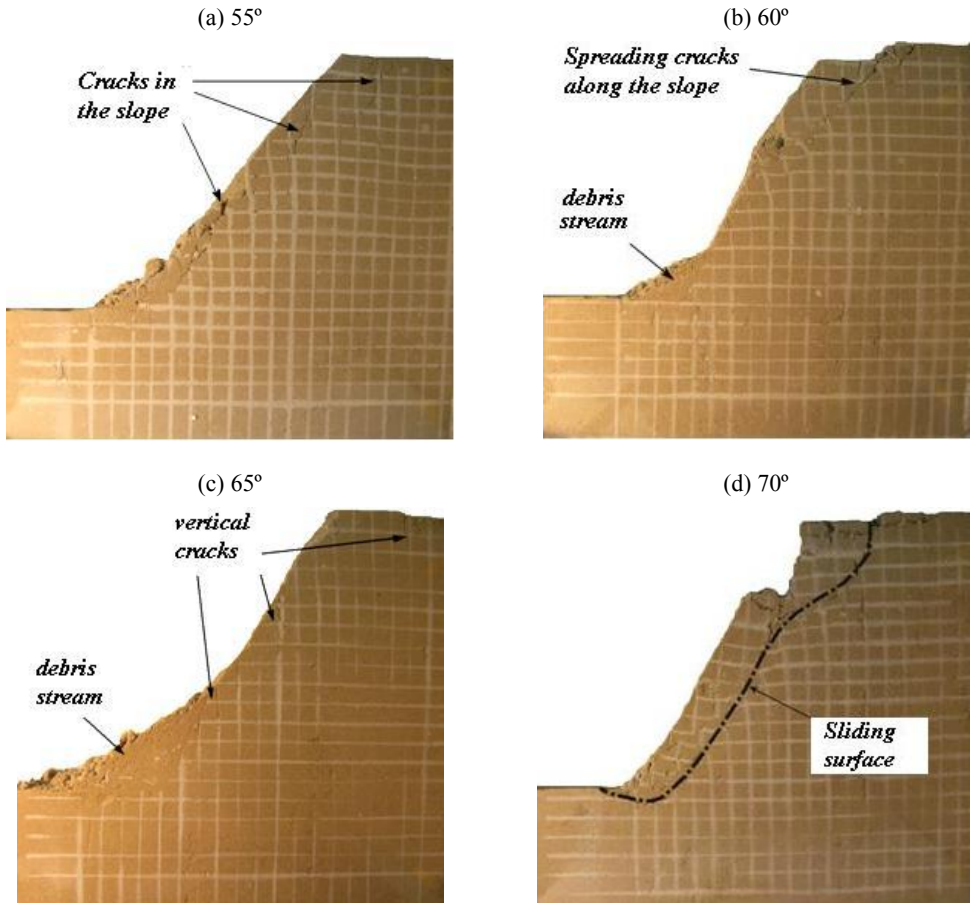 (a) 55º
(b) 60º
Cracks in
the slope
Spreading cracks
along the slope
debris
stream
(c) 65º
(d) 70º
vertical
cracks
debris
stream
Sliding
surface